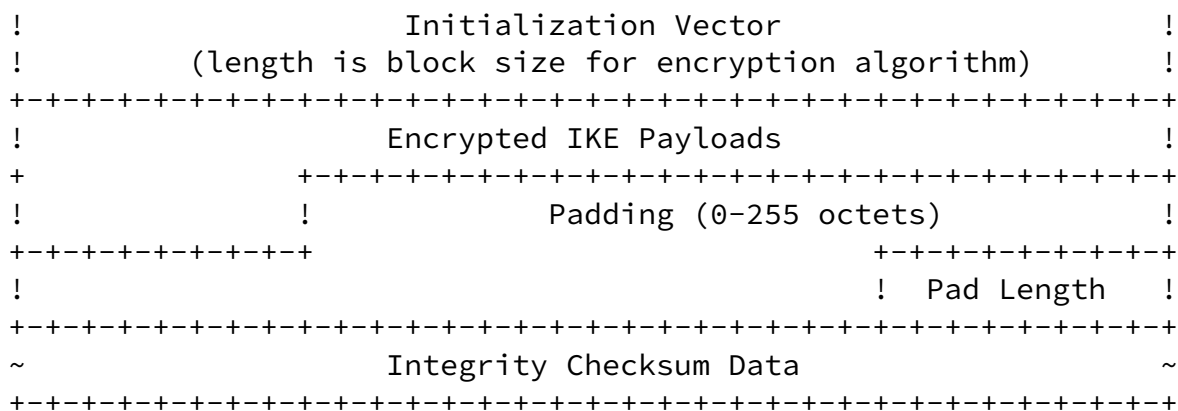 !                     Initialization Vector                     !
!         (length is block size for encryption algorithm)       !
+-+-+-+-+-+-+-+-+-+-+-+-+-+-+-+-+-+-+-+-+-+-+-+-+-+-+-+-+-+-+-+-+
!                    Encrypted IKE Payloads                     !
+               +-+-+-+-+-+-+-+-+-+-+-+-+-+-+-+-+-+-+-+-+-+-+-+-+
!               !             Padding (0-255 octets)            !
+-+-+-+-+-+-+-+-+                               +-+-+-+-+-+-+-+-+
!                                               !  Pad Length   !
+-+-+-+-+-+-+-+-+-+-+-+-+-+-+-+-+-+-+-+-+-+-+-+-+-+-+-+-+-+-+-+-+
~                    Integrity Checksum Data                    ~
+-+-+-+-+-+-+-+-+-+-+-+-+-+-+-+-+-+-+-+-+-+-+-+-+-+-+-+-+-+-+-+-+